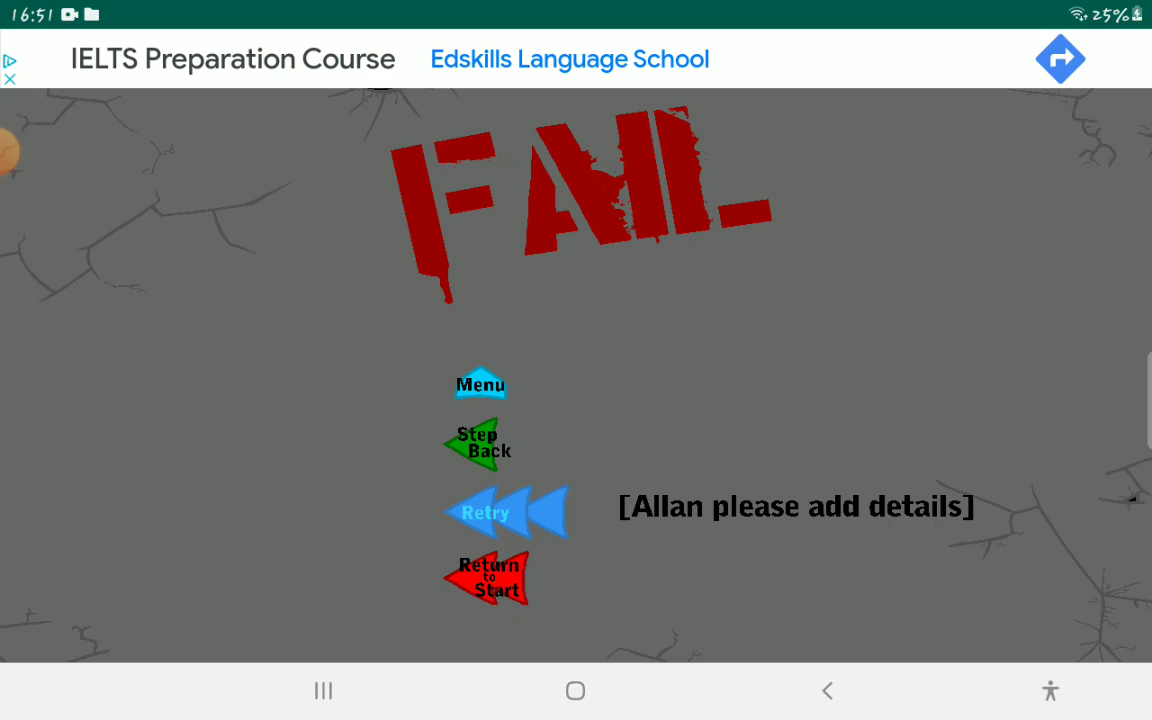 16:51
25%
IELTS Preparation Course
Edskills Language School
FAIL
Menu
Step
Back
Retry
[Allan please add details]
Return
to
Start